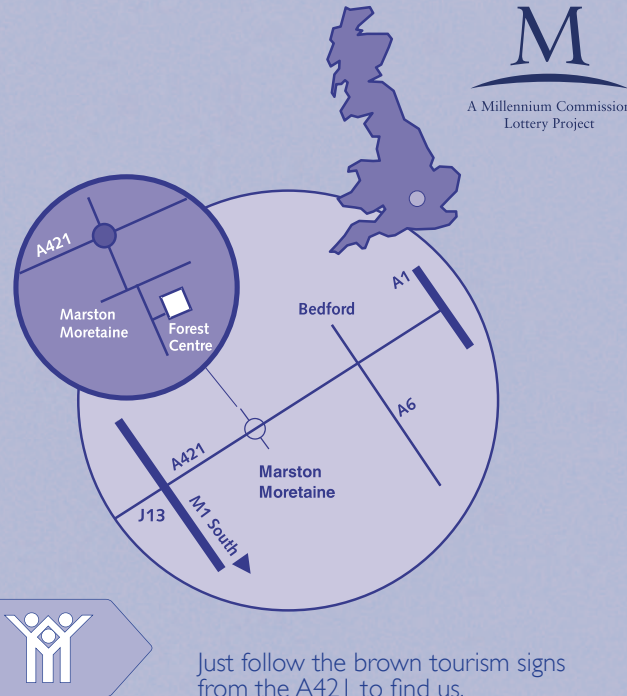 M
A Millennium Commission
Lottery Project
A421
Marston
Moretaine
Forest
Centre
Bedford
A1
A6
A421
Marston
Moretaine
J13
M1 South
Just follow the brown tourism signs
from the A421 to find us.